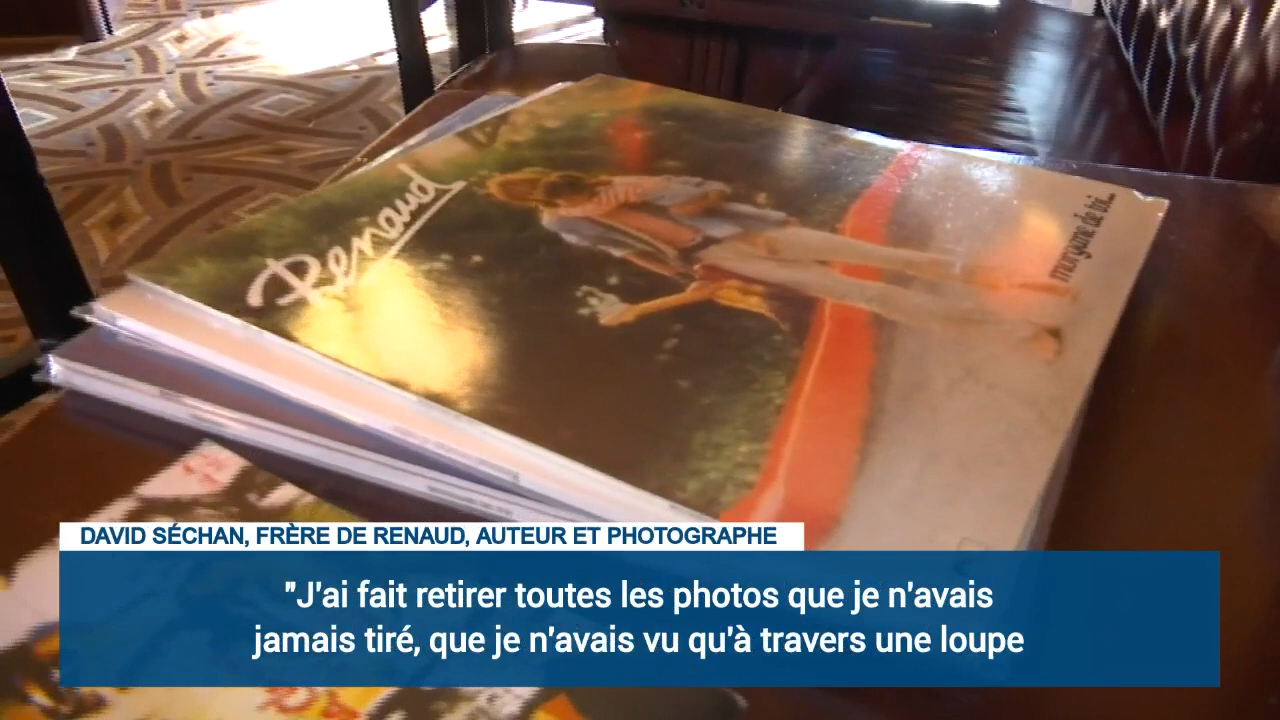 Renaud
morgane de toi...
DAVID SÉCHAN, FRÈRE DE RENAUD, AUTEUR ET PHOTOGRAPHE
"J'ai fait retirer toutes les photos que je n'avais
jamais tiré, que je n'avais vu qu'à travers une loupe